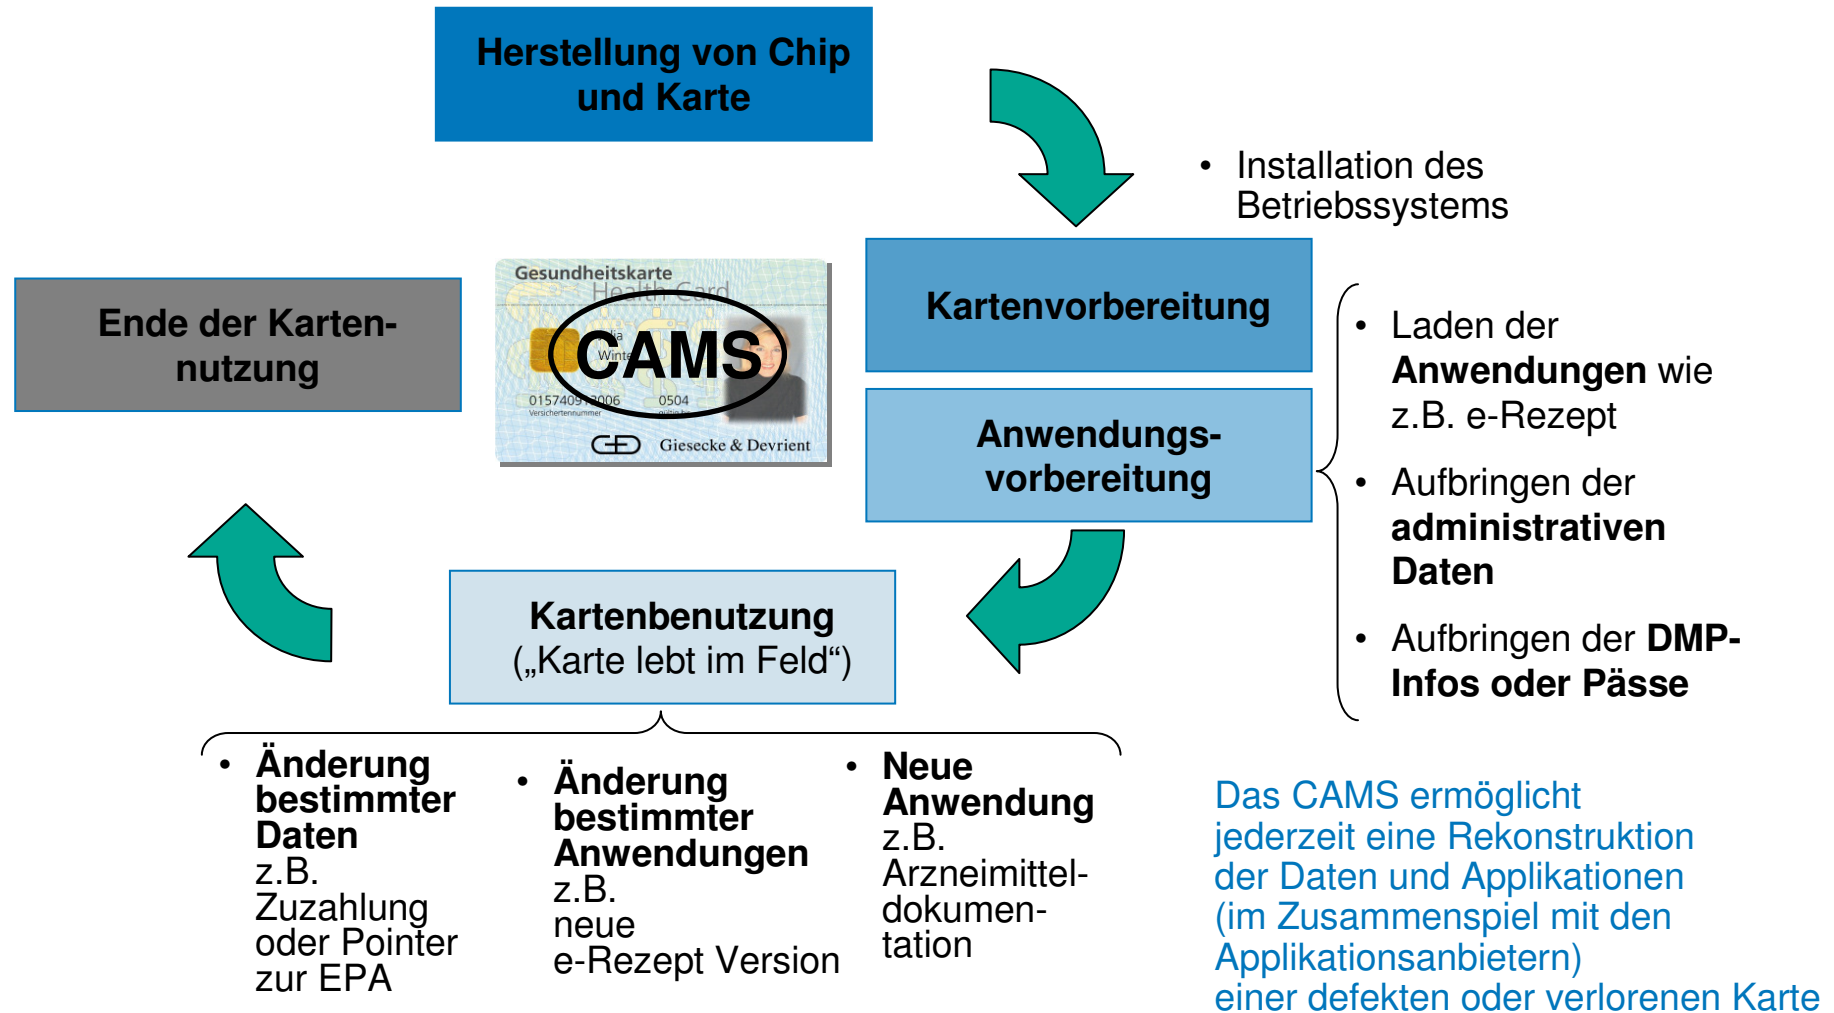 Herstellung von Chip
und Karte
• Installation des
Betriebssystems
Kartenvorbereitung
Ende der Karten-
nutzung
Gesundheitskarte
Health Card
CAMS
Winte
0504
Versichertennummer
Giesecke & Devrient
Anwendungs-
vorbereitung
• Laden der
Anwendungen wie
z.B. e-Rezept
• Aufbringen der
administrativen
Daten
• Aufbringen der DMP-
Infos oder Pässe
Kartenbenutzung
(„Karte lebt im Feld“)
• Änderung
bestimmter
Daten
z.B.
Zuzahlung
oder Pointer
zur EPA
• Änderung
bestimmter
Anwendungen
z.B.
neue
e-Rezept Version
• Neue
Anwendung
z.B.
Arzneimittel-
dokumen-
tation
Das CAMS ermöglicht
jederzeit eine Rekonstruktion
der Daten und Applikationen
(im Zusammenspiel mit den
Applikationsanbietern)
einer defekten oder verlorenen Karte